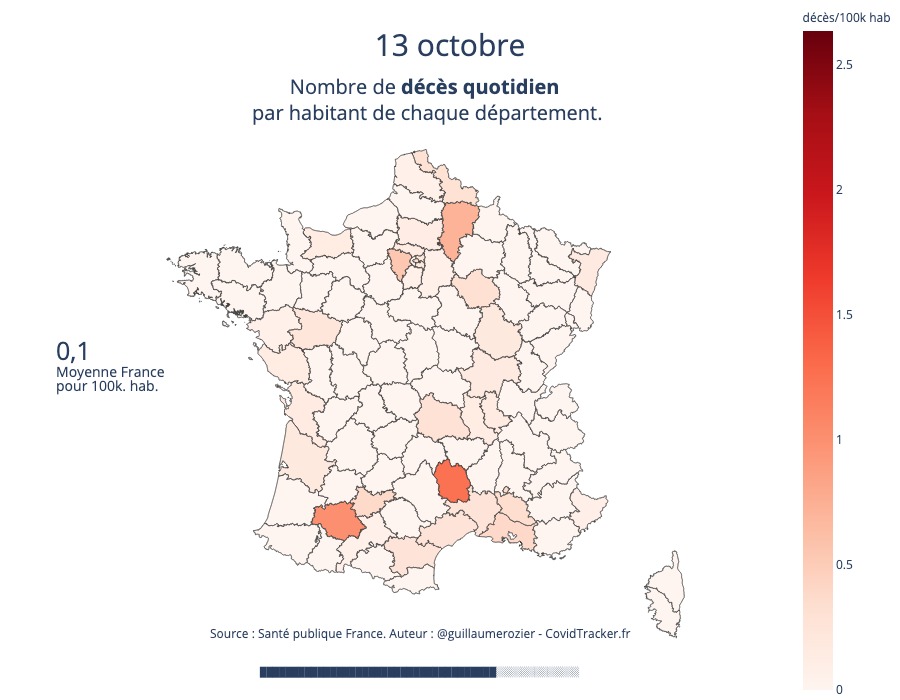 décès/100k hab
13 octobre
Nombre de décès quotidien
par habitant de chaque département.
2.5
2
1.5
1
0.5
0
0,1
Moyenne France
pour 100k. hab.
Source : Santé publique France. Auteur : @guillaumerozier - CovidTracker.fr